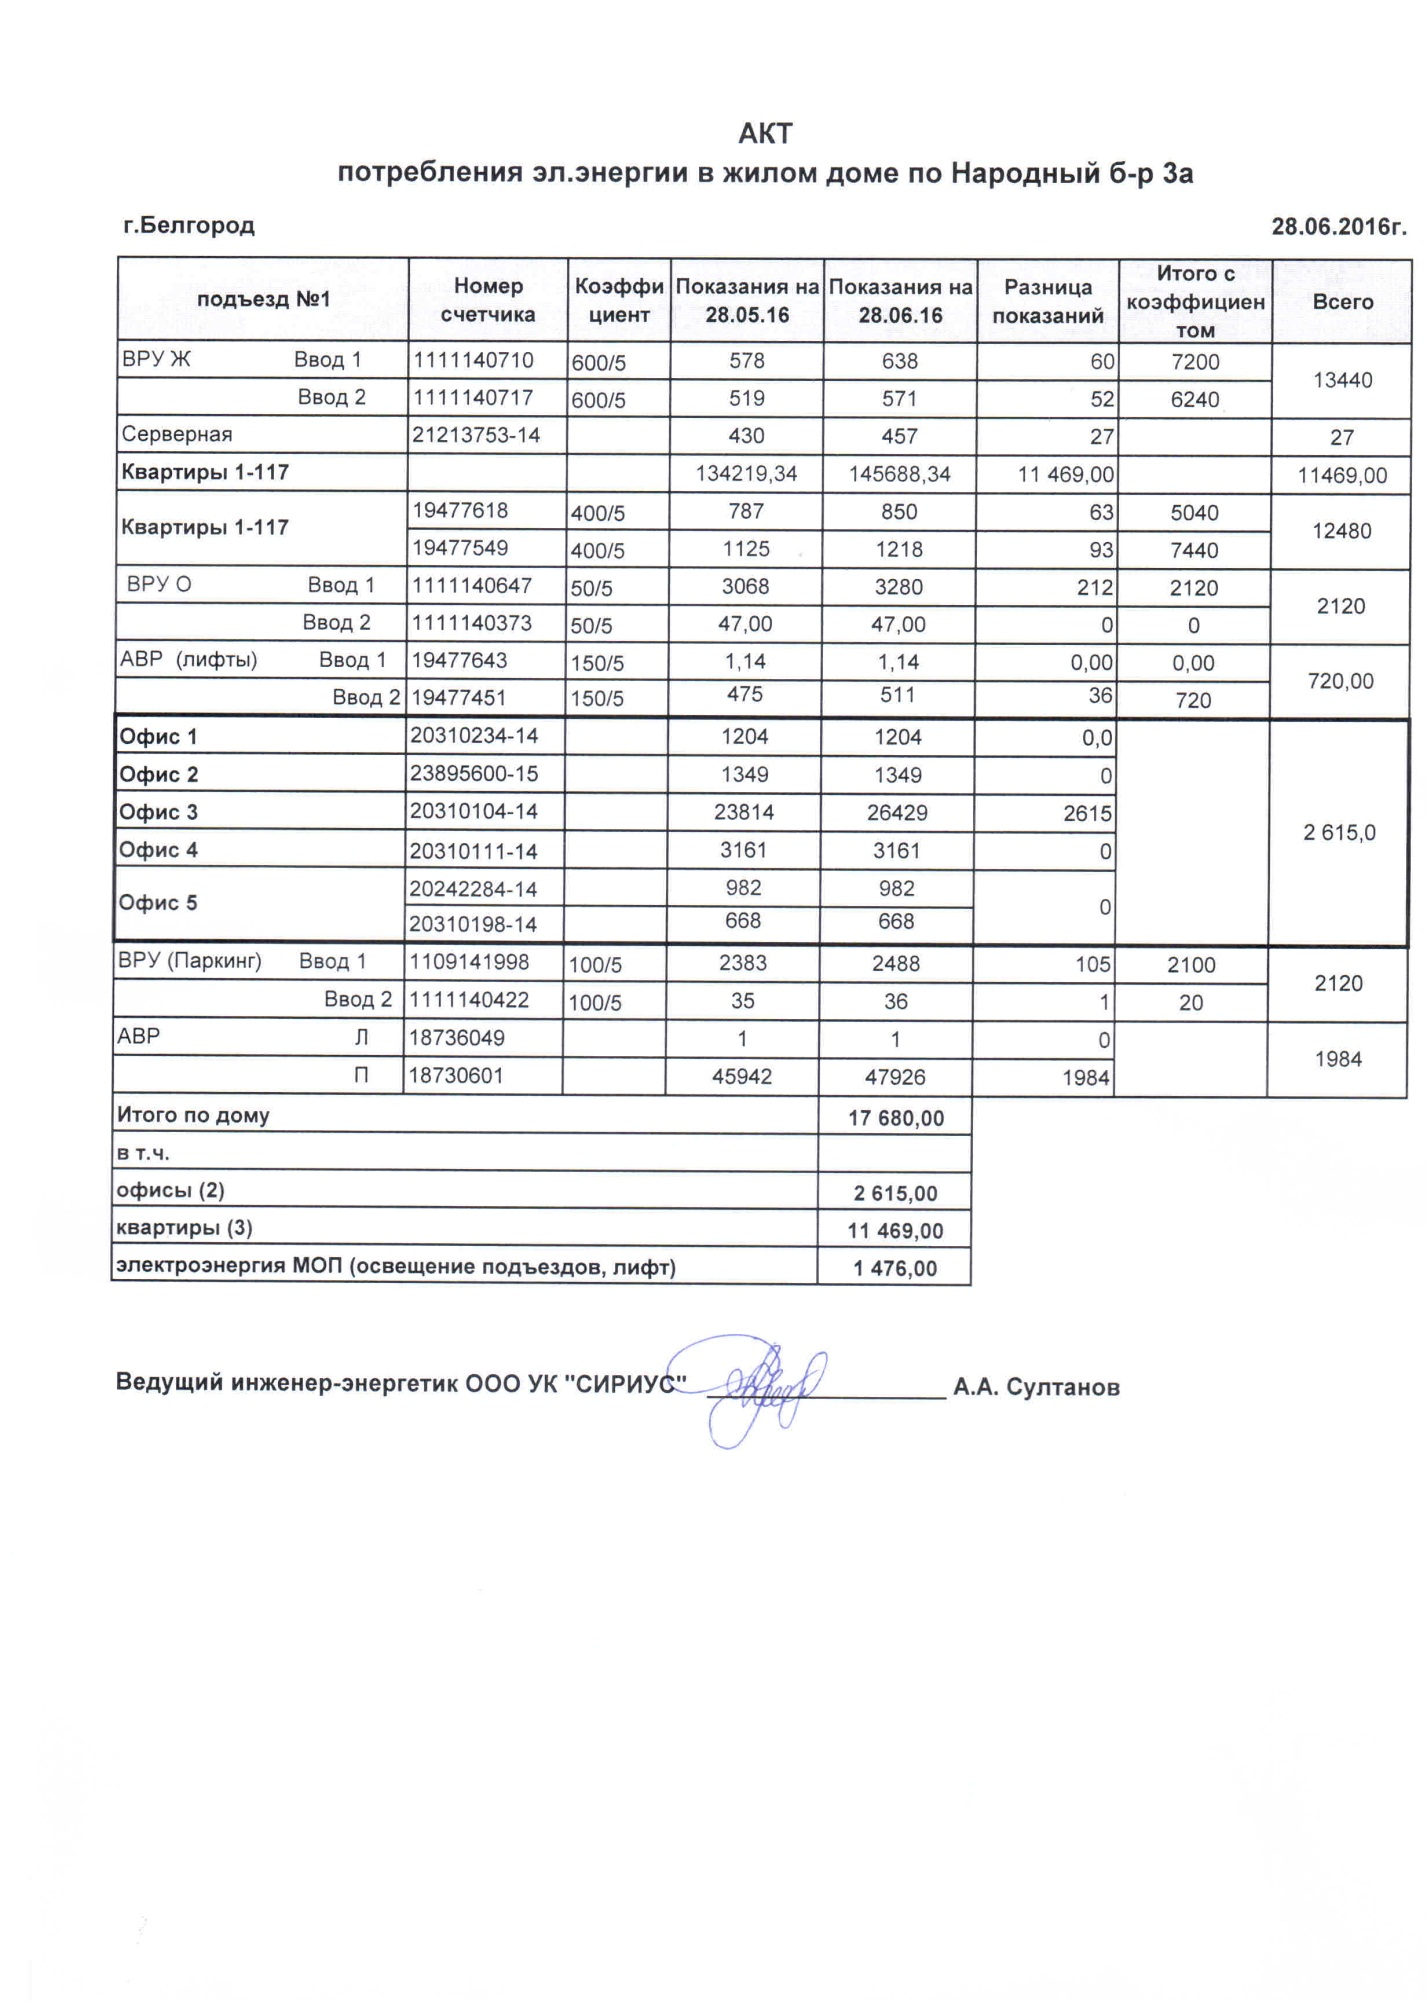 АКТ
потребления эл.энергии в жилом доме по Народный б-р 3а
г.Белгород 28.06.2016г.
подъезд №1 Номер счетчика Коэффи циент Показания на 28.05.16 Показания на 28.06.16 Разница показаний Итого с коэффициен том Всего
ВРУ Ж Ввод 1 1111140710 600/5 578 638 60 7200 13440
Ввод 2 1111140717 600/5 519 571 52 6240
Серверная 21213753-14 430 457 27 27
Квартиры 1-117 134219,34 145688,34 11 469,00 11469,00
Квартиры 1-117 19477618 400/5 787 850 63 5040 12480
19477549 400/5 1125 1218 93 7440
ВРУ О Ввод 1 1111140647 50/5 3068 3280 212 2120 2120
Ввод 2 1111140373 50/5 47,00 47,00 0 0
АВР (лифты) Ввод 1 19477643 150/5 1,14 1,14 0,00 0,00 720,00
Ввод 2 19477451 150/5 475 511 36 720
Офис 1 20310234-14 1204 1204 0,0 2 615,0
Офис 2 23895600-15 1349 1349 0
Офис 3 20310104-14 23814 26429 2615
Офис 4 20310111-14 3161 3161 0
Офис 5 20242284-14 982 982 0
20310198-14 668 668
ВРУ (Паркинг) Ввод 1 1109141998 100/5 2383 2488 105 2100 2120
Ввод 2 1111140422 100/5 35 36 1 20
АВР Л 18736049 1 1 0 1984
П 18730601 45942 47926 1984
Итого по дому 17 680,00
в т.ч.
офисы (2) 2 615,00
квартиры (3) 11 469,00
электроэнергия МОП (освещение подъездов, лифт) 1 476,00
Ведущий инженер-энергетик ООО УК "СИРИУС" А.А. Султанов